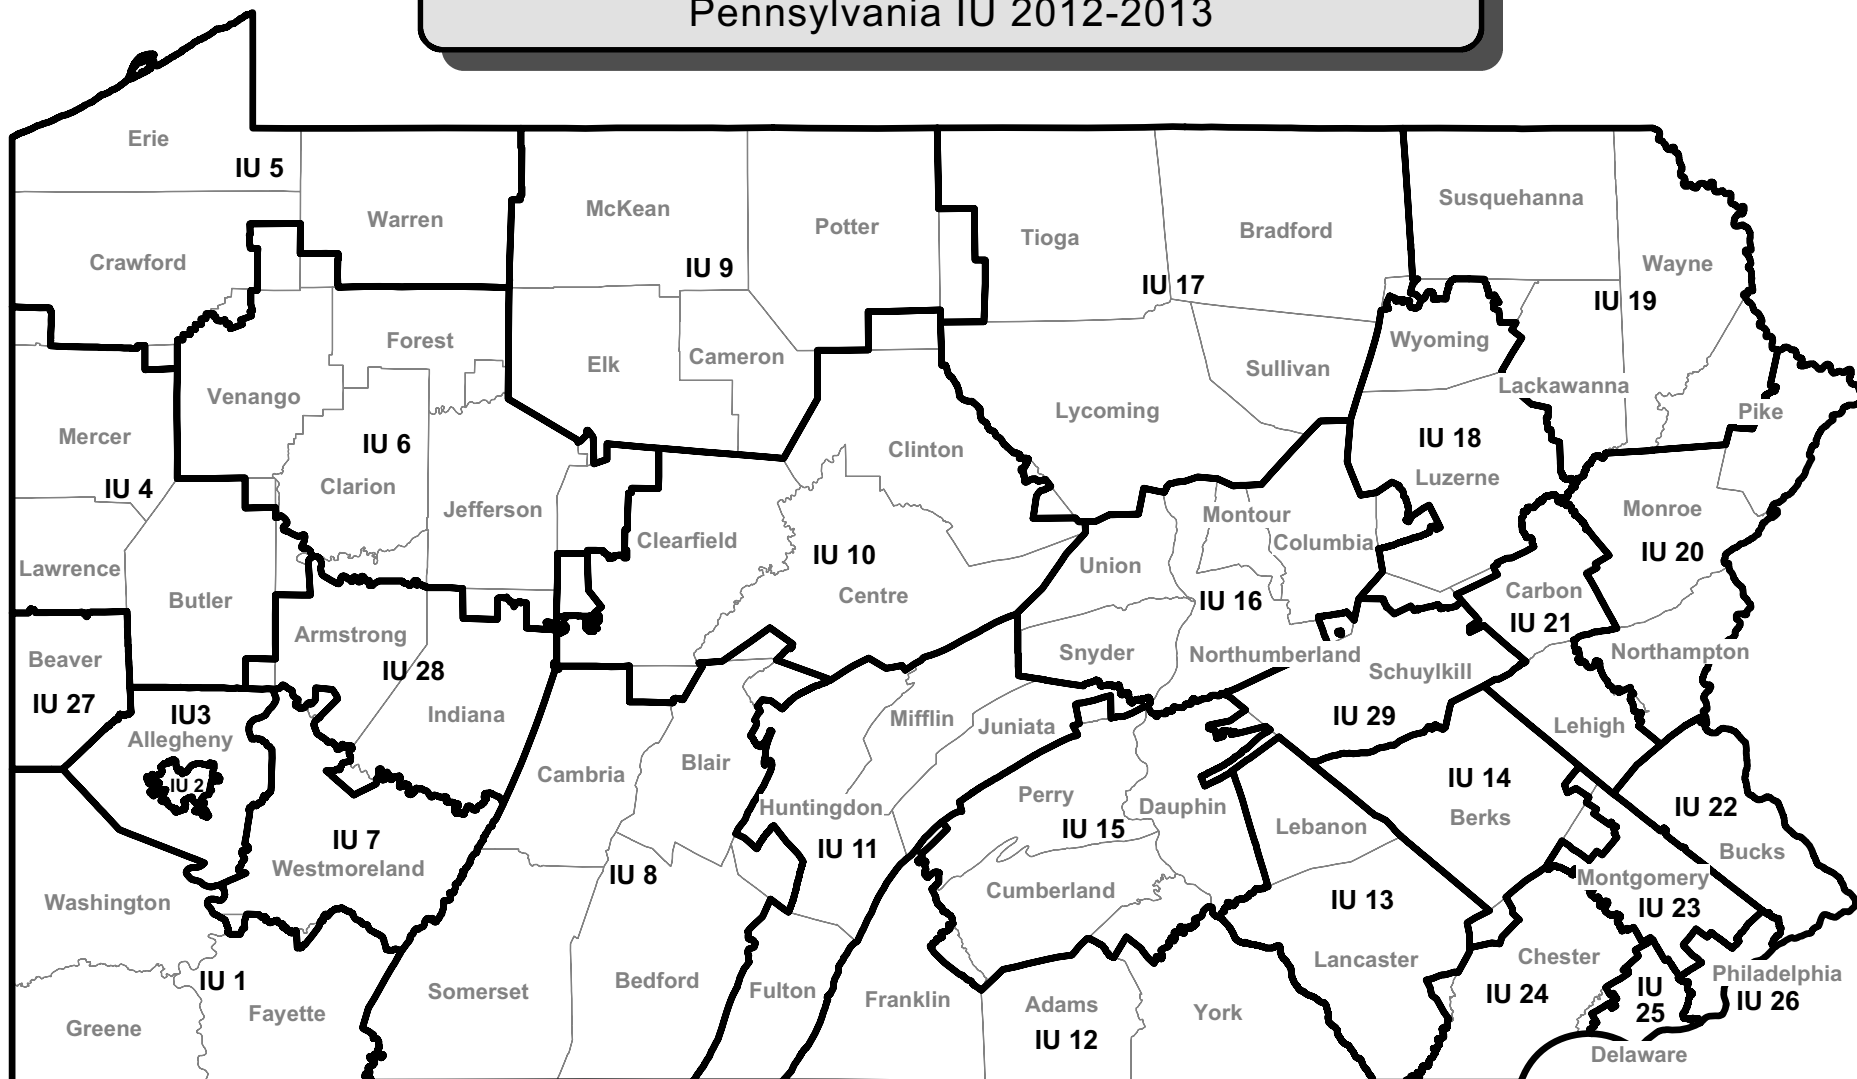 Pennsylvania IU 2012-2013
Erie
IU 5
Warren
McKean
Potter
Tioga
Bradford
Susquehanna
Crawford
IU 9
IU 17
Wayne
IU 19
Forest
Elk
Cameron
Wyoming
Sullivan
Venango
Lackawanna
Lycoming
Pike
Mercer
IU 6
Clinton
IU 18
Luzerne
IU 4
Clarion
Jefferson
Montour
Monroe
Clearfield
IU 10
Columbia
IU 20
Lawrence
Union
Butler
Centre
IU 16
Carbon
IU 21
Armstrong
Beaver
IU 28
Snyder
Northumberland
Schuylkill
Northampton
IU 27
IU3
Allegheny
Indiana
Mifflin
Juniata
IU 29
Lehigh
IU 2
Cambria
Blair
IU 14
Huntingdon
Perry
Dauphin
IU 22
IU 7
IU 15
Lebanon
Berks
Westmoreland
IU 11
Bucks
IU 8
Cumberland
Montgomery
Washington
IU 13
IU 23
IU 1
Somerset
Bedford
Fulton
Franklin
Lancaster
Chester
Philadelphia
IU 24
IU
25
IU 26
Greene
Fayette
Adams
York
IU 12
Delaware